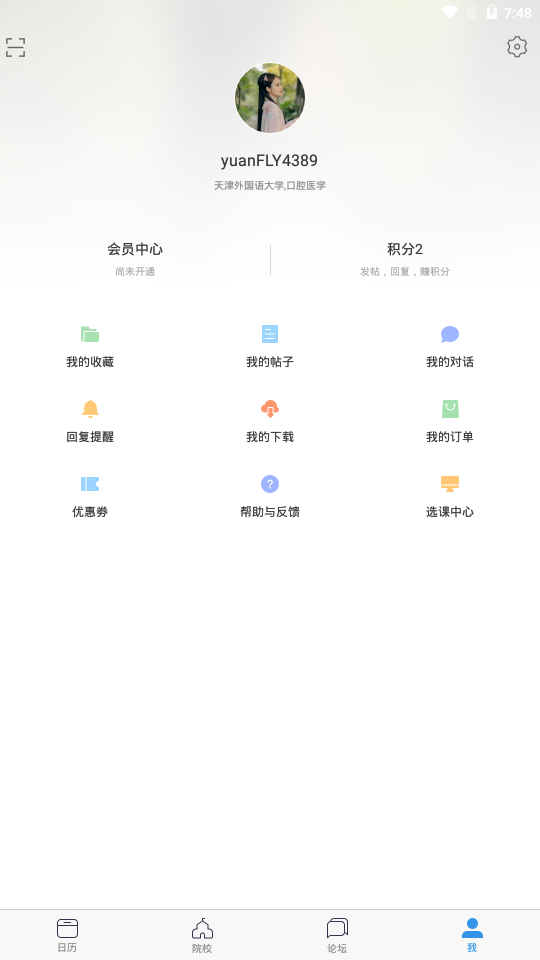 7:48
yuanFLY4389
天津外国语大学,口腔医学
会员中心
积分2
尚未开通
发帖，回复，赚积分
我的收藏
我的帖子
我的对话
回复提醒
我的下载
我的订单
优惠券
帮助与反馈
选课中心
日历
院校
论坛
我